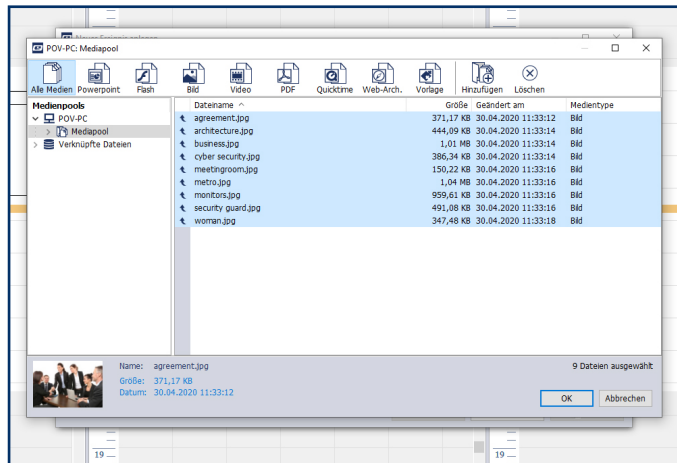 POV-PC: Mediapool
Alle Medien Powerpoint Flash Bild Video PDF Quicktime Web-Arch. Vorlage Hinzufügen Löschen
Medienpools
POV-PC
Mediapool
Verknüpfte Dateien
Dateiname Größe Geändert am Medientype
agreement.jpg 371,17 KB 30.04.2020 11:33:12 Bild
architecture.jpg 444,09 KB 30.04.2020 11:33:14 Bild
business.jpg 1,01 MB 30.04.2020 11:33:14 Bild
cyber security.jpg 386,34 KB 30.04.2020 11:33:14 Bild
meetingroom.jpg 150,22 KB 30.04.2020 11:33:16 Bild
metro.jpg 1,04 MB 30.04.2020 11:33:16 Bild
monitors.jpg 959,61 KB 30.04.2020 11:33:16 Bild
security guard.jpg 491,08 KB 30.04.2020 11:33:16 Bild
woman.jpg 347,48 KB 30.04.2020 11:33:18 Bild
Name: agreement.jpg 9 Dateien ausgewählt
Größe: 371,17 KB
Datum: 30.04.2020 11:33:12
OK Abbrechen
19 19